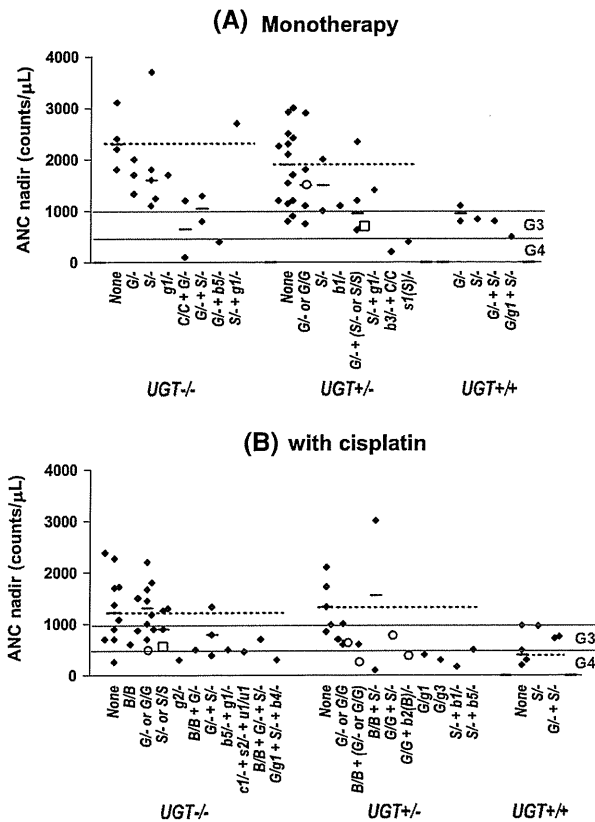 (A) Monotherapy
ANC nadir (counts/µL)
4000
3000
2000
1000
0
G3
G4
None
G/-
S/-
g1/-
C/C + G/-
G/- + S/-
G/- + b5/-
S/- + g1/-
None
G/- or G/G
S/-
b1/-
G/- + (S/- or S/S)
S/- + g1/-
b3/- + C/C
s1(S)/-
G/-
S/-
G/- + S/-
G/g1 + S/-
UGT-/-
UGT+/-
UGT+/+
(B) with cisplatin
ANC nadir (counts/µL)
4000
3000
2000
1000
0
G3
G4
None
B/B
G/- or G/G
S/- or S/S
g2/-
B/B + G/-
G/- + S/-
b5/- + g1/-
c1/- + s2/- + u1/u1
B/B + G/- + S/-
G/g1 + S/- + b4/-
None
G/- or G/G
B/B + (G/- or G/G)
B/B + S/-
G/G + S/-
G/G + b2(B)/-
G/g1
G/g3
S/- + b1/-
S/- + b5/-
None
S/-
G/- + S/-
UGT-/-
UGT+/-
UGT+/+